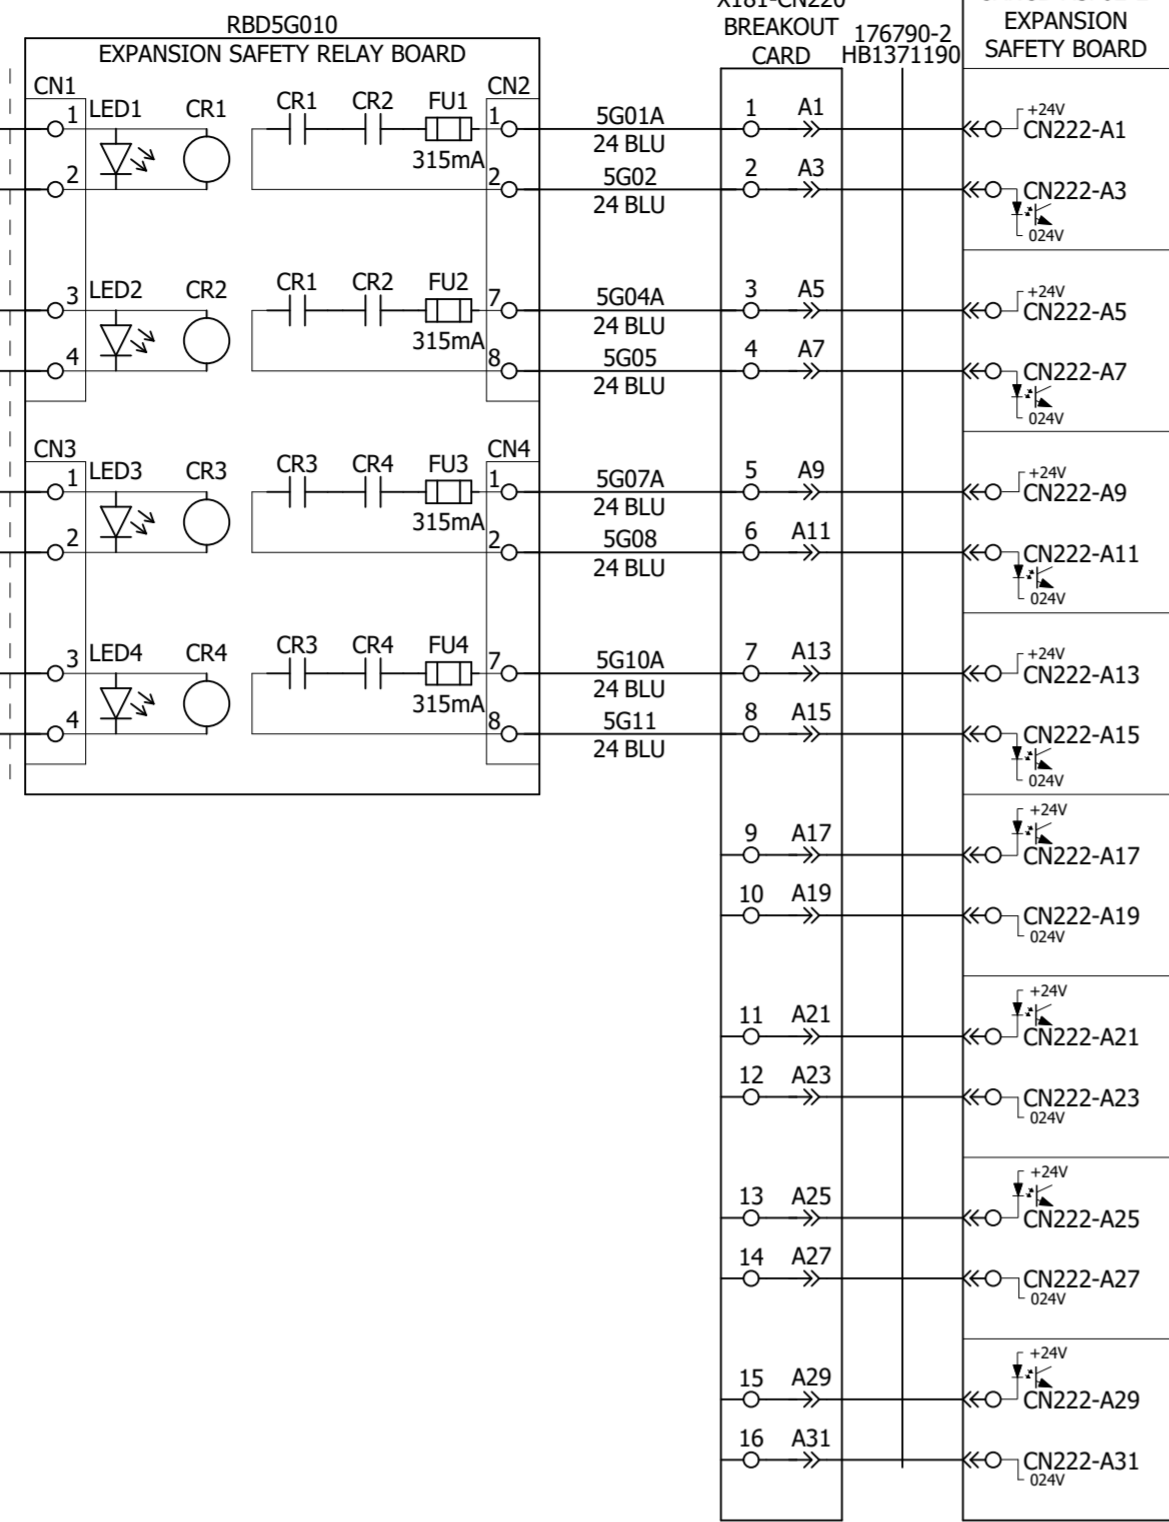 RBD5G010
EXPANSION SAFETY RELAY BOARD
X181-CN220
BREAKOUT
CARD
176790-2
HB1371190
EXPANSION
SAFETY BOARD
CN1
1 LED1 CR1 CR1 CR2 FU1 CN2
315mA
1
5G01A
24 BLU
1 A1
+24V
CN222-A1
2
2
5G02
24 BLU
2 A3
CN222-A3
024V
3 LED2 CR2 CR1 CR2 FU2
315mA
7
5G04A
24 BLU
3 A5
+24V
CN222-A5
4
8
5G05
24 BLU
4 A7
CN222-A7
024V
CN3
1 LED3 CR3 CR3 CR4 FU3 CN4
315mA
1
5G07A
24 BLU
5 A9
+24V
CN222-A9
2
2
5G08
24 BLU
6 A11
CN222-A11
024V
3 LED4 CR4 CR3 CR4 FU4
315mA
7
5G10A
24 BLU
7 A13
+24V
CN222-A13
4
8
5G11
24 BLU
8 A15
CN222-A15
024V
9 A17
+24V
CN222-A17
10 A19
CN222-A19
024V
11 A21
+24V
CN222-A21
12 A23
CN222-A23
024V
13 A25
+24V
CN222-A25
14 A27
CN222-A27
024V
15 A29
+24V
CN222-A29
16 A31
CN222-A31
024V